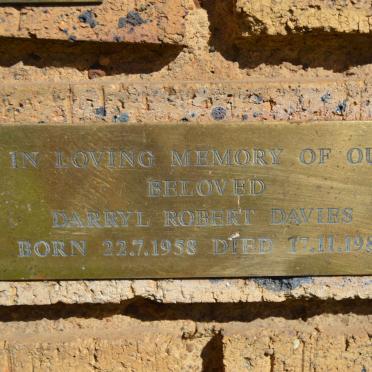 IN LOVING MEMORY OF OU
BELOVED
DARRYL ROBERT DAVIES
BORN 22.7.1958 DIED 17.11.198